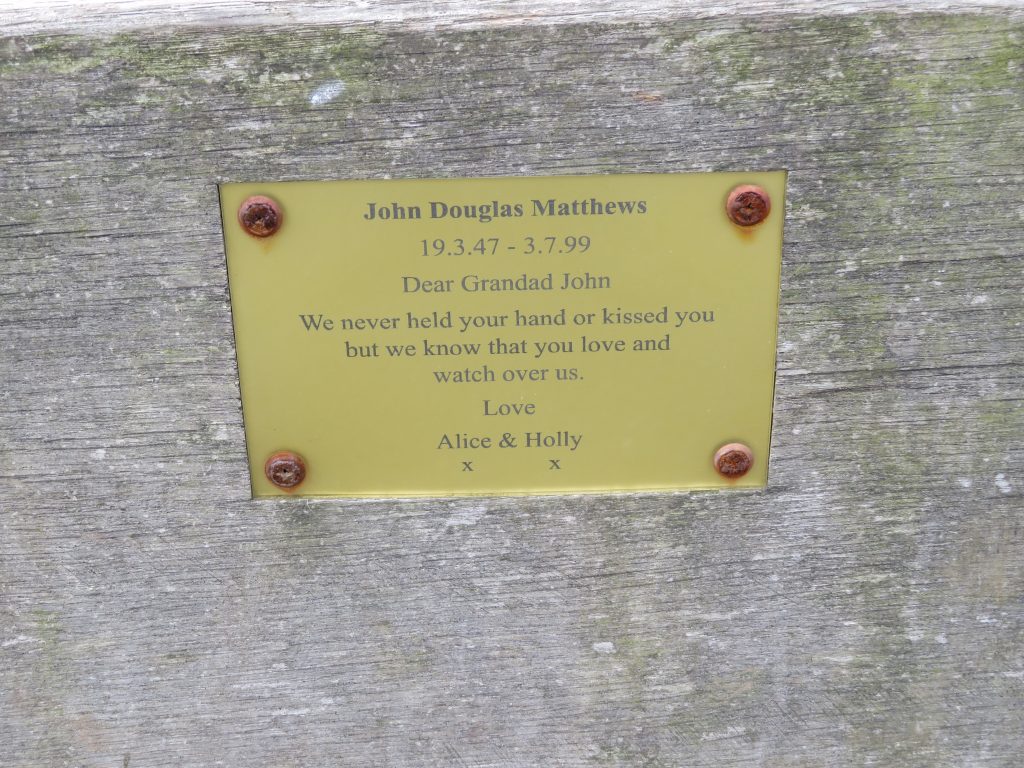 John Douglas Matthews
19.3.47 - 3.7.99
Dear Grandad John
We never held your hand or kissed you
but we know that you love and
watch over us.
Love
Alice & Holly
x x